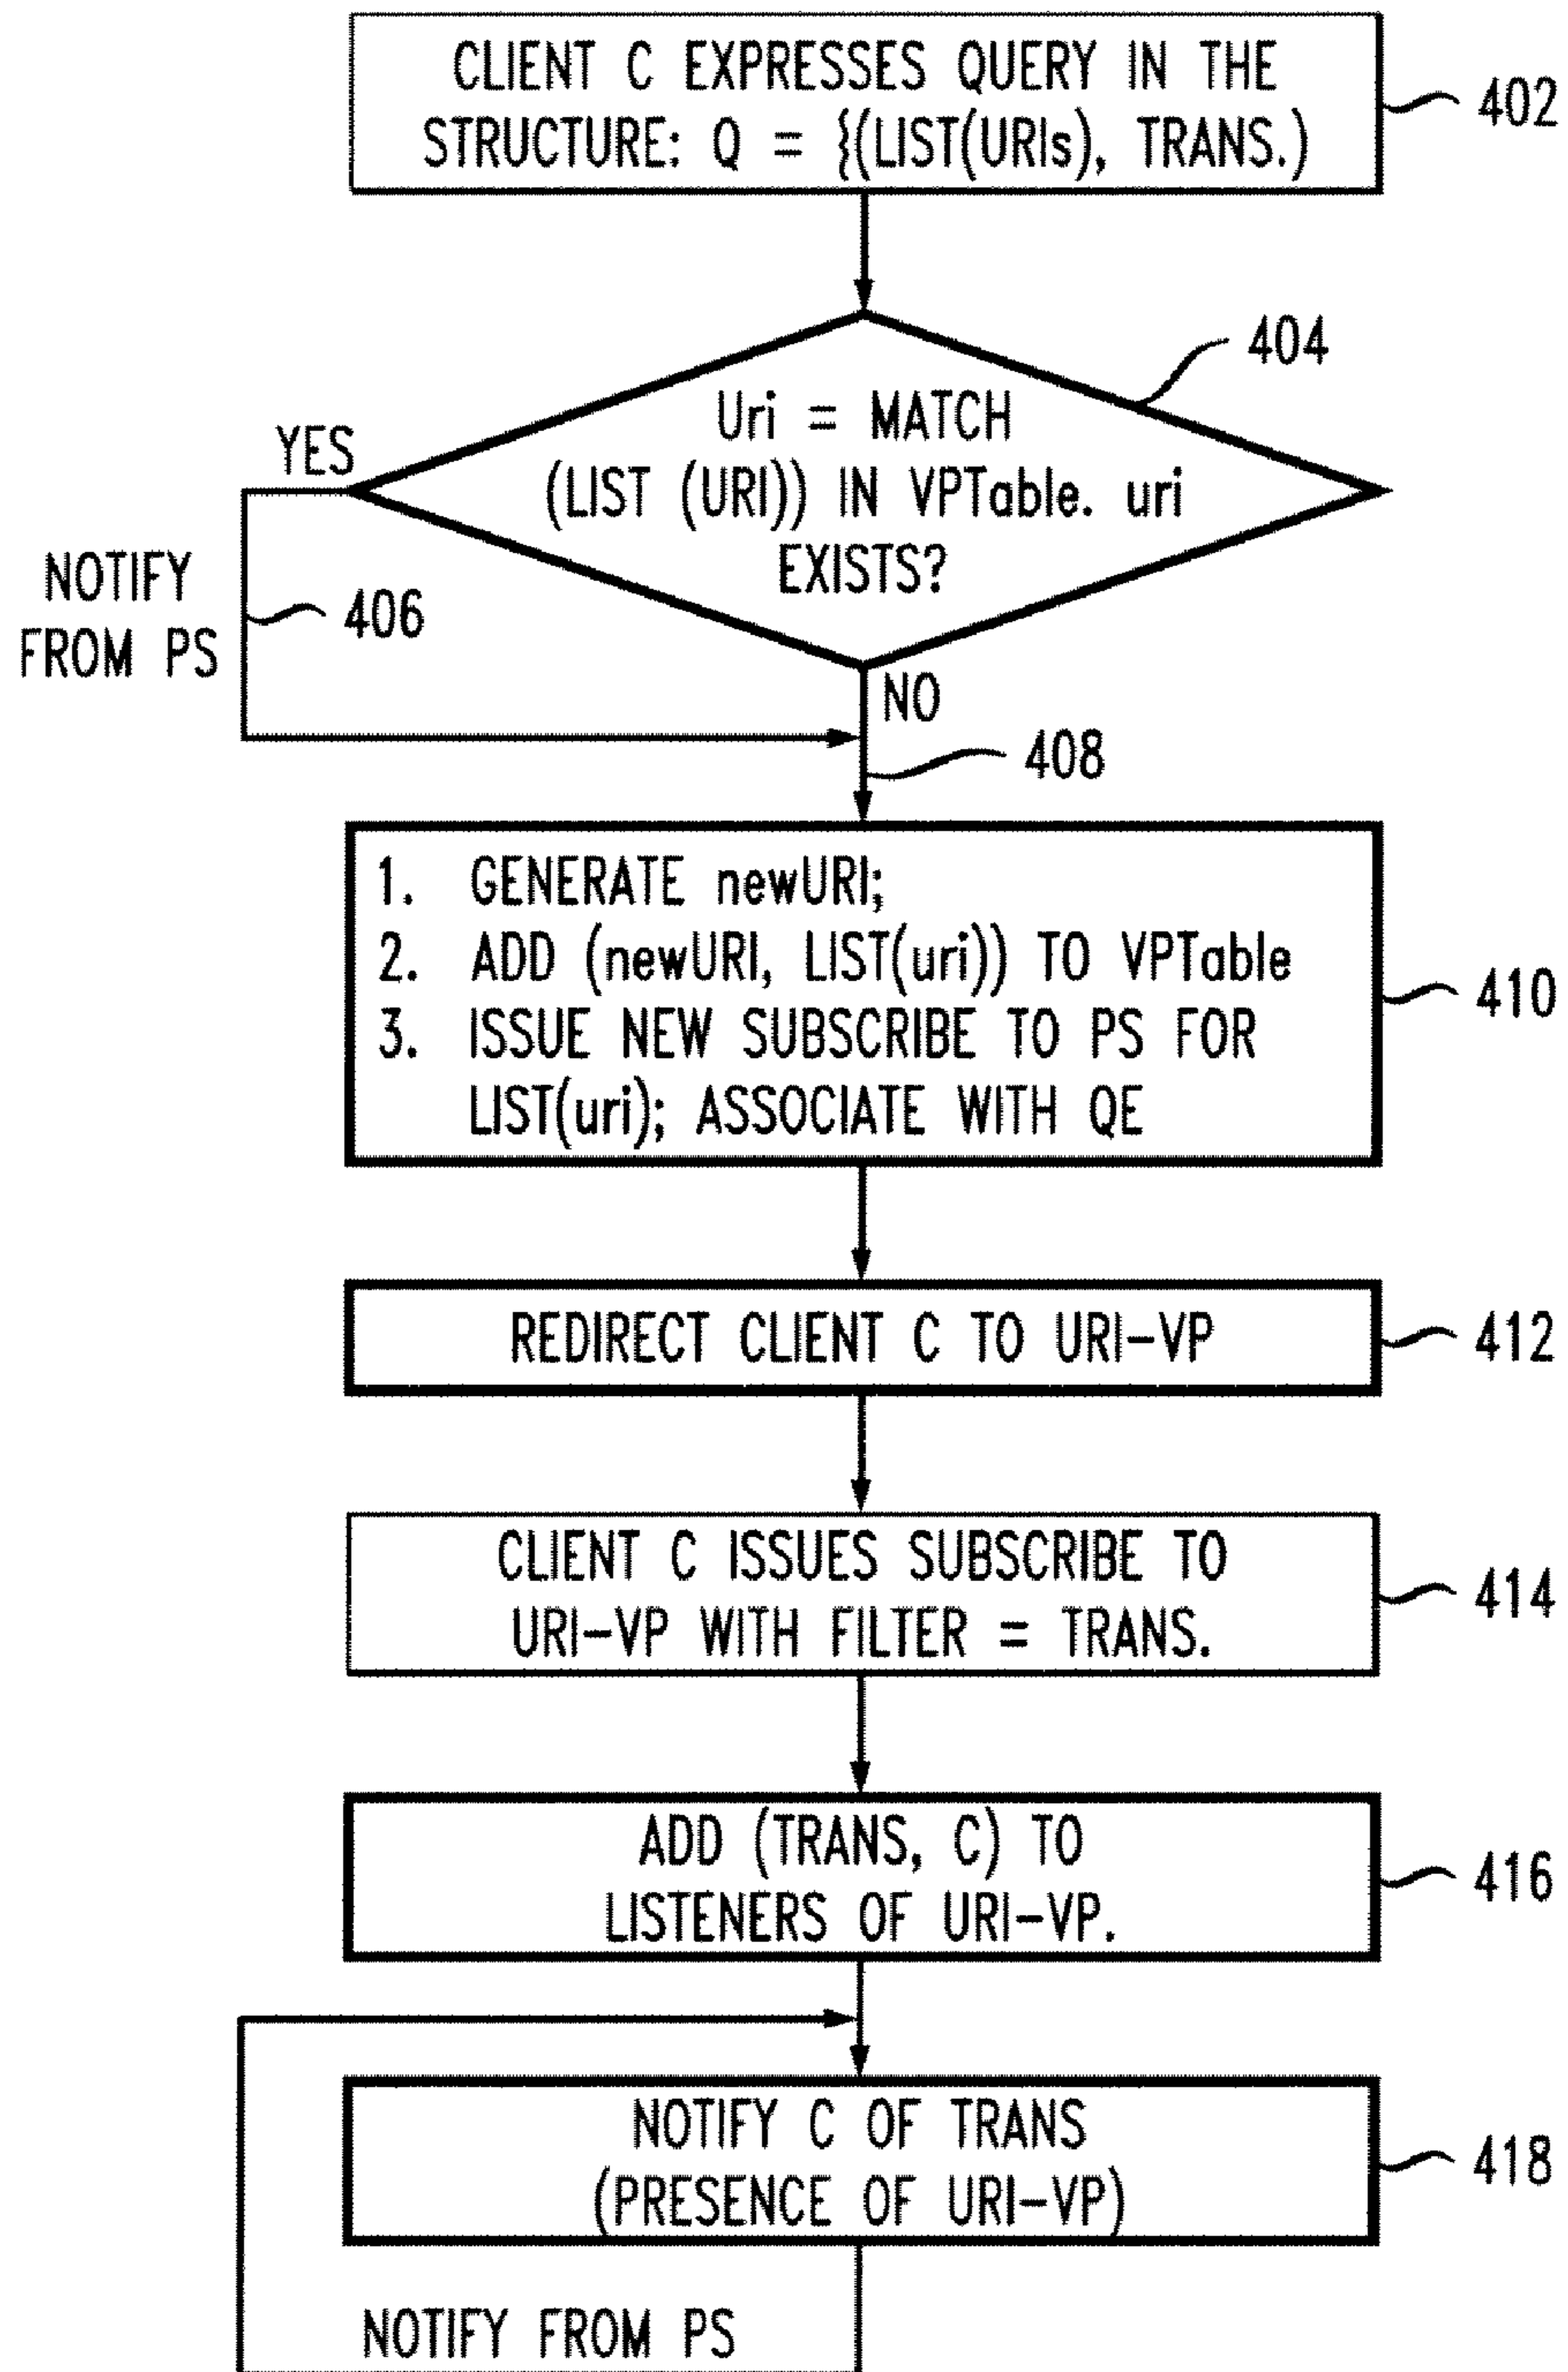 CLIENT C EXPRESSES QUERY IN THE
STRUCTURE: Q = {(LIST(URIs), TRANS.)
402
404
Uri = MATCH
(LIST (URI)) IN VPTable. uri
EXISTS?
YES
NOTIFY
FROM PS
406
NO
408
1. GENERATE newURI;
2. ADD (newURI, LIST(uri)) TO VPTable
3. ISSUE NEW SUBSCRIBE TO PS FOR
LIST(uri); ASSOCIATE WITH QE
410
REDIRECT CLIENT C TO URI-VP
412
CLIENT C ISSUES SUBSCRIBE TO
URI-VP WITH FILTER = TRANS.
414
ADD (TRANS, C) TO
LISTENERS OF URI-VP.
416
NOTIFY C OF TRANS
(PRESENCE OF URI-VP)
418
NOTIFY FROM PS